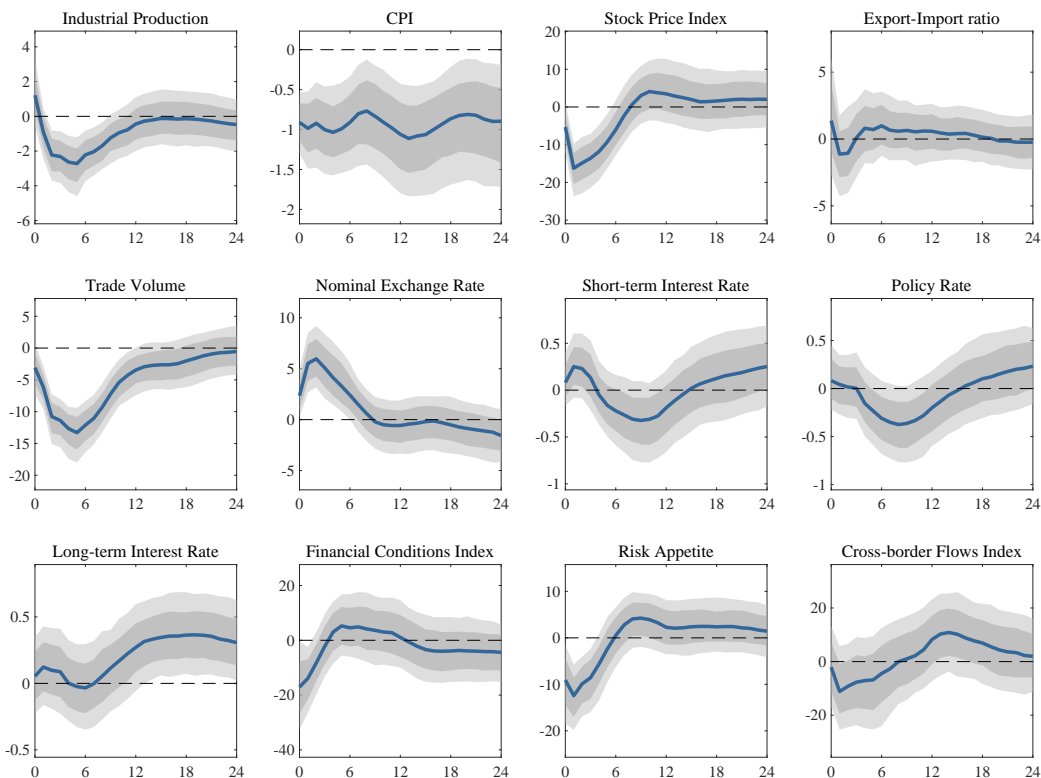 Industrial Production
4
2
0
-2
-4
-6
0 6 12 18 24
CPI
0
-0.5
-1
-1.5
-2
0 6 12 18 24
Stock Price Index
20
10
0
-10
-20
-30
0 6 12 18 24
Export-Import ratio
5
0
-5
0 6 12 18 24
Trade Volume
5
0
-5
-10
-15
-20
0 6 12 18 24
Nominal Exchange Rate
10
5
0
-5
0 6 12 18 24
Short-term Interest Rate
0.5
0
-0.5
-1
0 6 12 18 24
Policy Rate
0.5
0
-0.5
-1
0 6 12 18 24
Long-term Interest Rate
0.5
0
-0.5
0 6 12 18 24
Financial Conditions Index
20
0
-20
-40
0 6 12 18 24
Risk Appetite
10
0
-10
-20
0 6 12 18 24
Cross-border Flows Index
20
0
-20
0 6 12 18 24